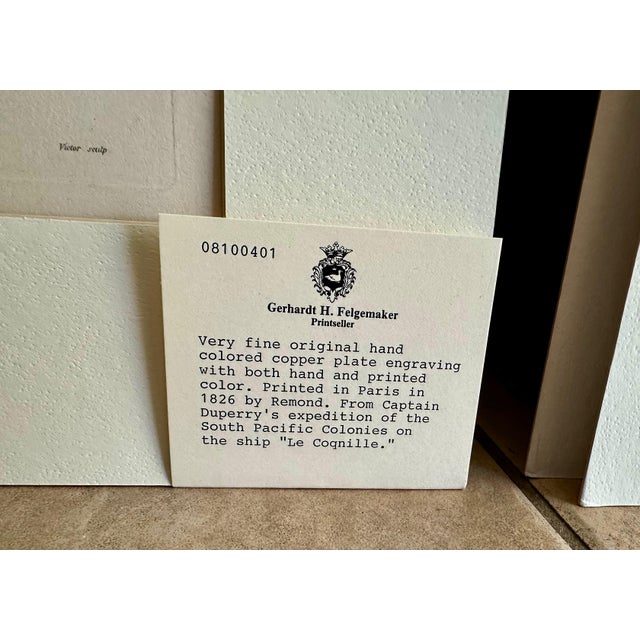 Victor sculp
08100401
Gerhardt H. Felgemaker
Printseller
Very fine original hand
colored copper plate engraving
with both hand and printed
color. Printed in Paris in
1826 by Remond. From Captain
Duperry's expedition of the
South Pacific Colonies on
the ship "Le Coqnille."